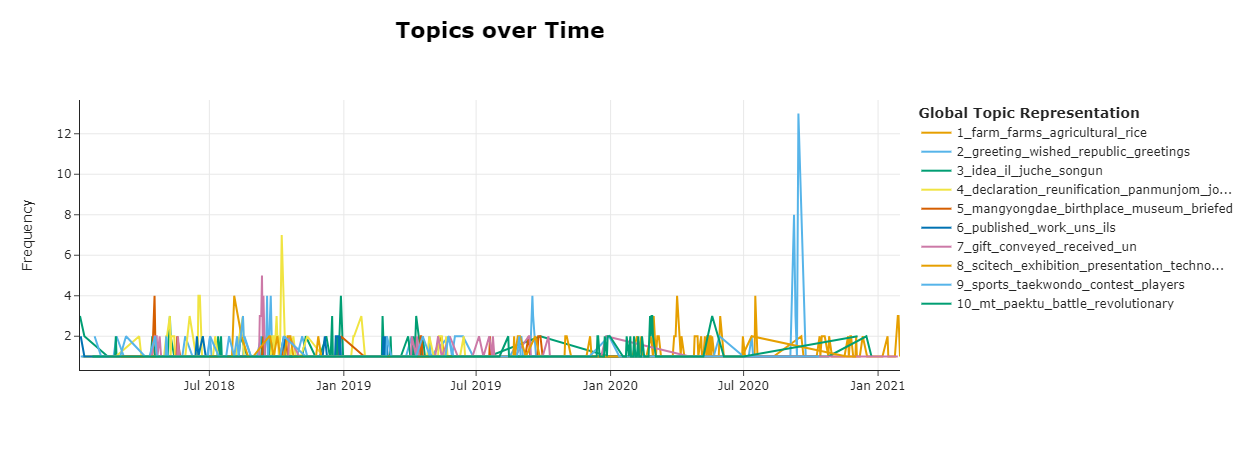 Topics over Time
Global Topic Representation
1_farm_farms_agricultural_rice
2_greeting_wished_republic_greetings
3_idea_il_juche_songun
4_declaration_reunification_panmunjom_jo...
5_mangyongdae_birthplace_museum_briefed
6_published_work_uns_ils
7_gift_conveyed_received_un
8_scitech_exhibition_presentation_techno...
9_sports_taekwondo_contest_players
10_mt_paektu_battle_revolutionary
Frequency
12
10
8
6
4
2
Jul 2018
Jan 2019
Jul 2019
Jan 2020
Jul 2020
Jan 2021